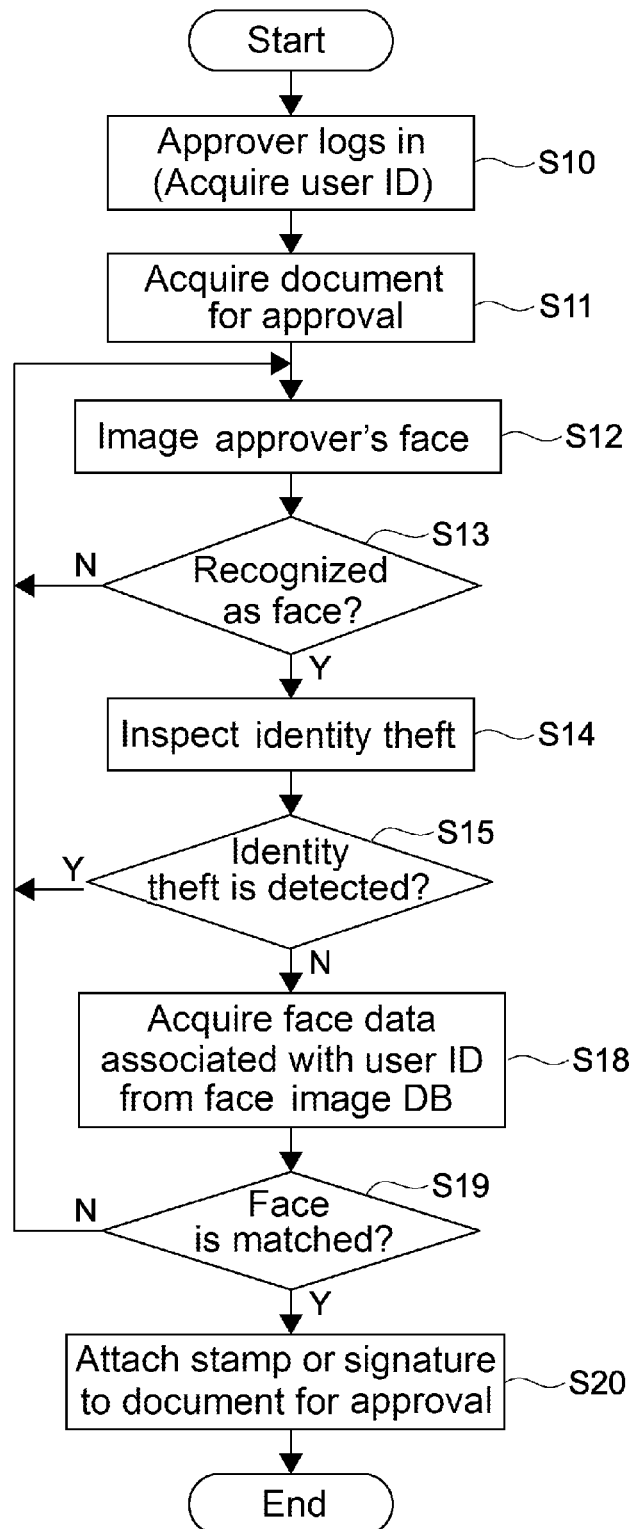 Start
Approver logs in
(Acquire user ID)
S10
Acquire document
for approval
S11
Image approver’s face
S12
S13
N
Recognized
as face?
Y
Inspect identity theft
S14
S15
Y
Identity
theft is detected?
N
Acquire face data
associated with user ID
from face image DB
S18
S19
N
Face
is matched?
Y
Attach stamp or signature
to document for approval
S20
End